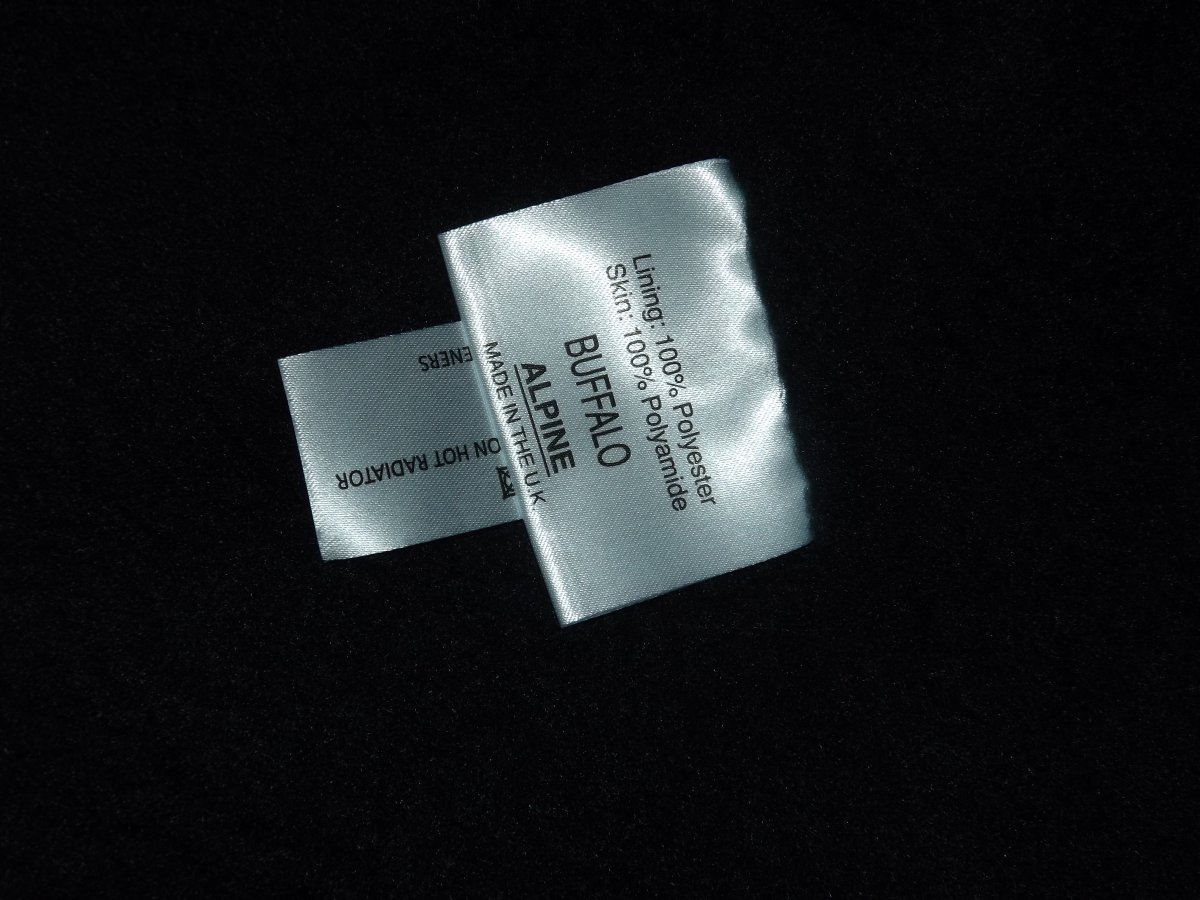 Lining: 100% Polyester
Skin: 100% Polyamide
BUFFALO
ALPINE
MADE IN THE U.K
ENERS
ON HOT RADIATOR